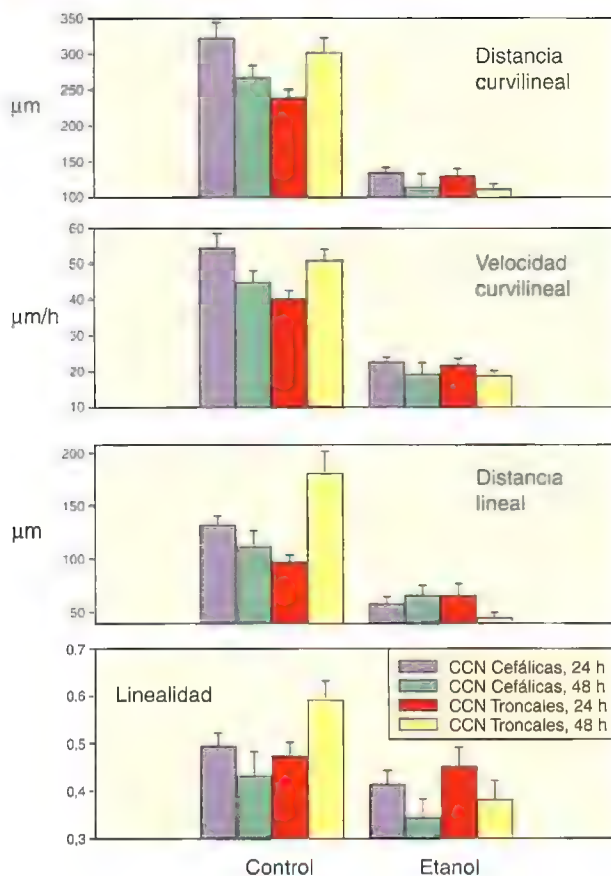 350
300
250
200
150
100
µm
Distancia
curvilineal
60
50
40
30
20
10
µm/h
Velocidad
curvilineal
200
100
50
µm
Distancia
lineal
0,7
0,6
0,5
0,4
0,3
Linealidad
CCN Cefálicas, 24 h
CCN Cefálicas, 48 h
CCN Troncales, 24 h
CCN Troncales, 48 h
Control
Etanol